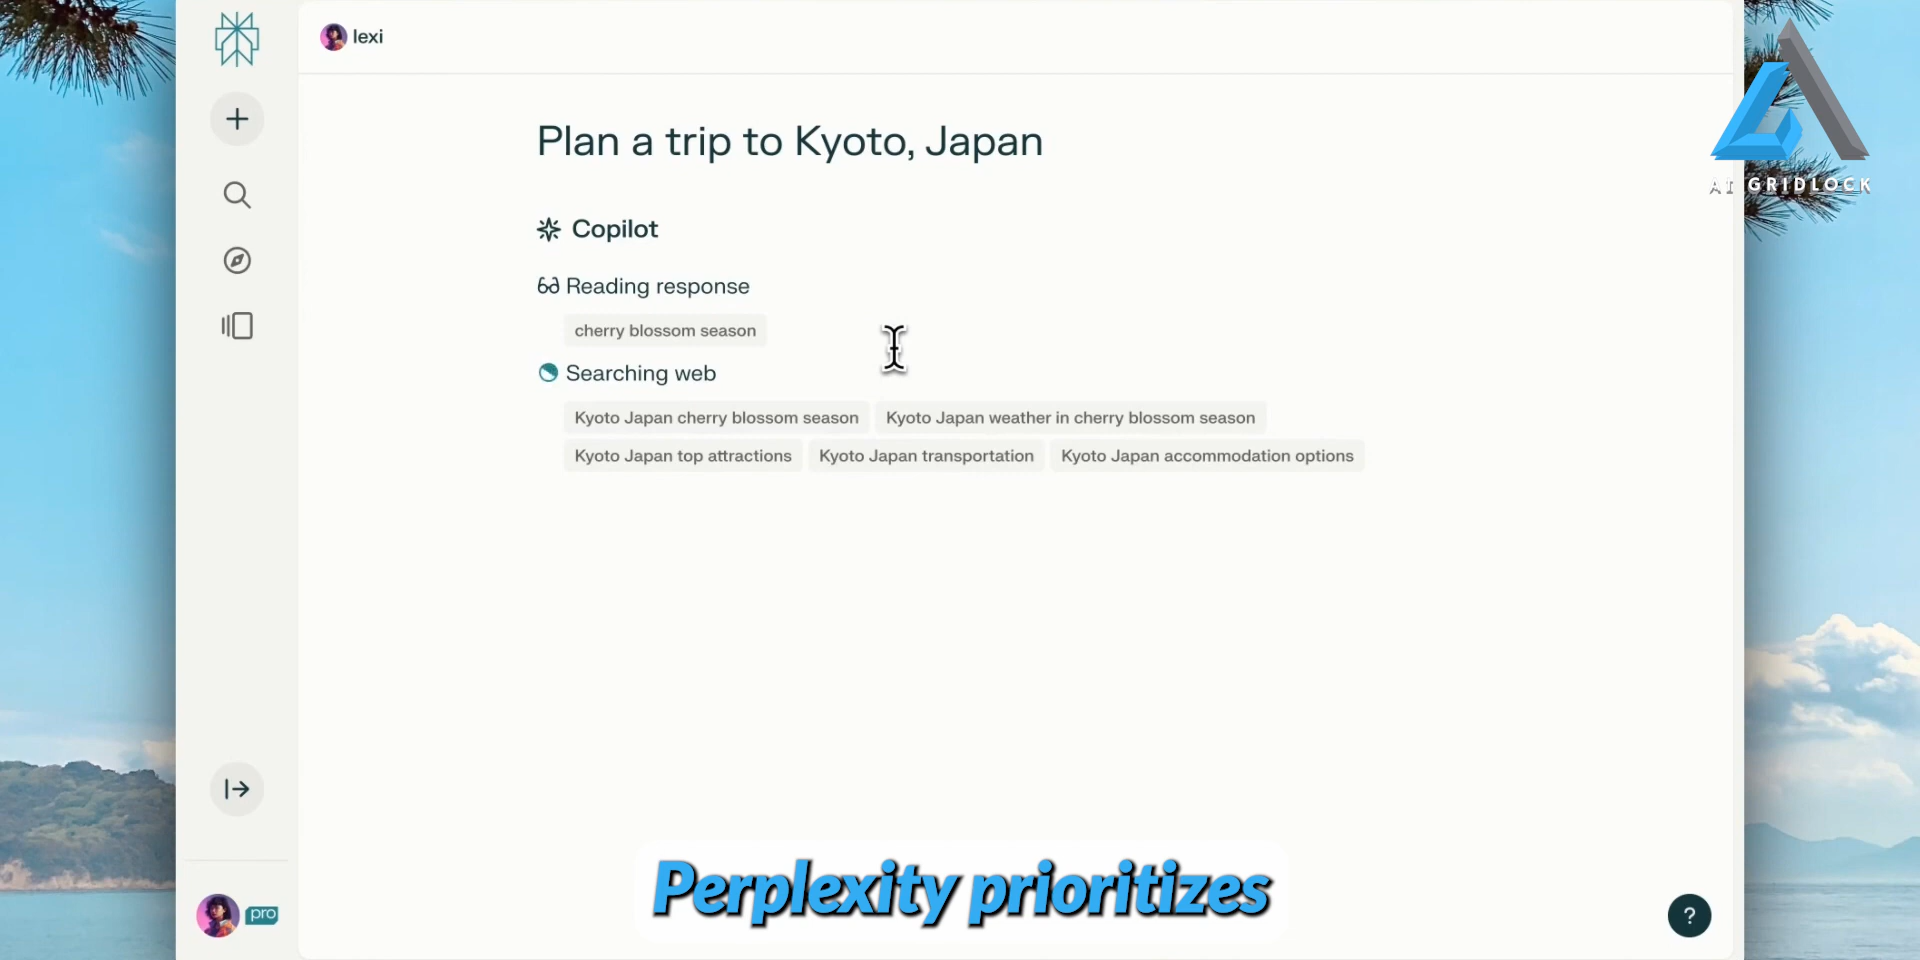 lexi
AI GRIDLOCK
Plan a trip to Kyoto, Japan
Copilot
Reading response
cherry blossom season
Searching web
Kyoto Japan cherry blossom season
Kyoto Japan weather in cherry blossom season
Kyoto Japan top attractions
Kyoto Japan transportation
Kyoto Japan accommodation options
Perplexity prioritizes
pro
?